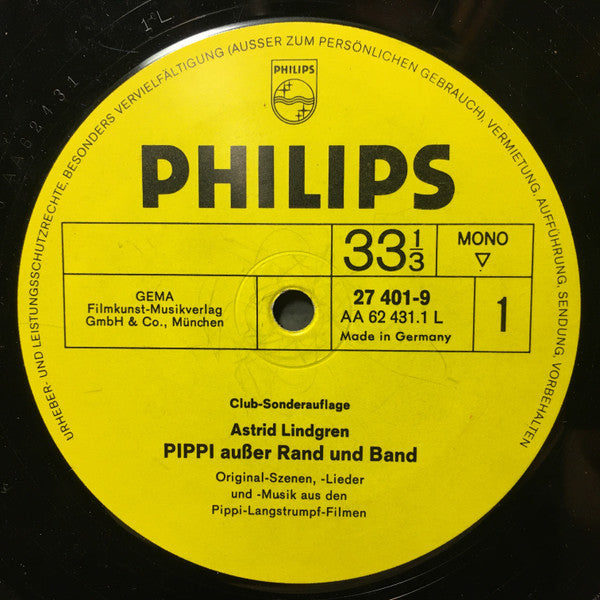 URHEBER- UND LEISTUNGSSCHUTZRECHTE, BESONDERS VERVIELFÄLTIGUNG (AUSSER ZUM PERSÖNLICHEN GEBRAUCH), VERMIETUNG, AUFFÜHRUNG, SENDUNG, VORBEHALTEN
PHILIPS
PHILIPS
33 1/3
MONO
▽
GEMA
Filmkunst-Musikverlag
GmbH & Co., München
27 401-9
AA 62 431.1 L
Made in Germany
1
Club-Sonderauflage
Astrid Lindgren
PIPPI außer Rand und Band
Original-Szenen, -Lieder
und -Musik aus den
Pippi-Langstrumpf-Filmen